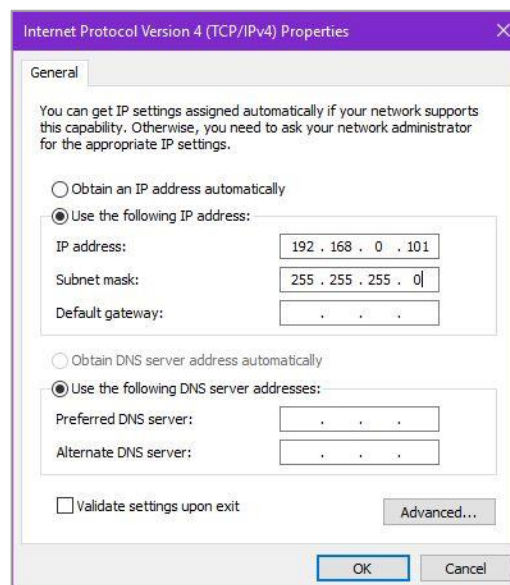 Internet Protocol Version 4 (TCP/IPv4) Properties
General
You can get IP settings assigned automatically if your network supports
this capability. Otherwise, you need to ask your network administrator
for the appropriate IP settings.
Obtain an IP address automatically
Use the following IP address:
IP address: 192 . 168 . 0 . 101
Subnet mask: 255 . 255 . 255 . 0
Default gateway: . . .
Obtain DNS server address automatically
Use the following DNS server addresses:
Preferred DNS server: . . .
Alternate DNS server: . . .
Validate settings upon exit
Advanced...
OK Cancel